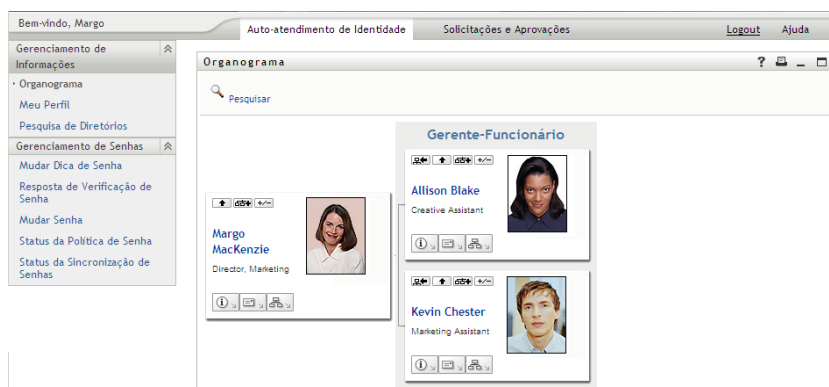 Bem-vindo, Margo
Auto-atendimento de Identidade
Solicitações e Aprovações
Logout
Ajuda
Gerenciamento de
Informações
Organograma
Meu Perfil
Pesquisa de Diretórios
Gerenciamento de Senhas
Mudar Dica de Senha
Resposta de Verificação de
Senha
Mudar Senha
Status da Política de Senha
Status da Sincronização de
Senhas
Organograma
Pesquisar
Gerente-Funcionário
Margo
MacKenzie
Director, Marketing
Allison Blake
Creative Assistant
Kevin Chester
Marketing Assistant